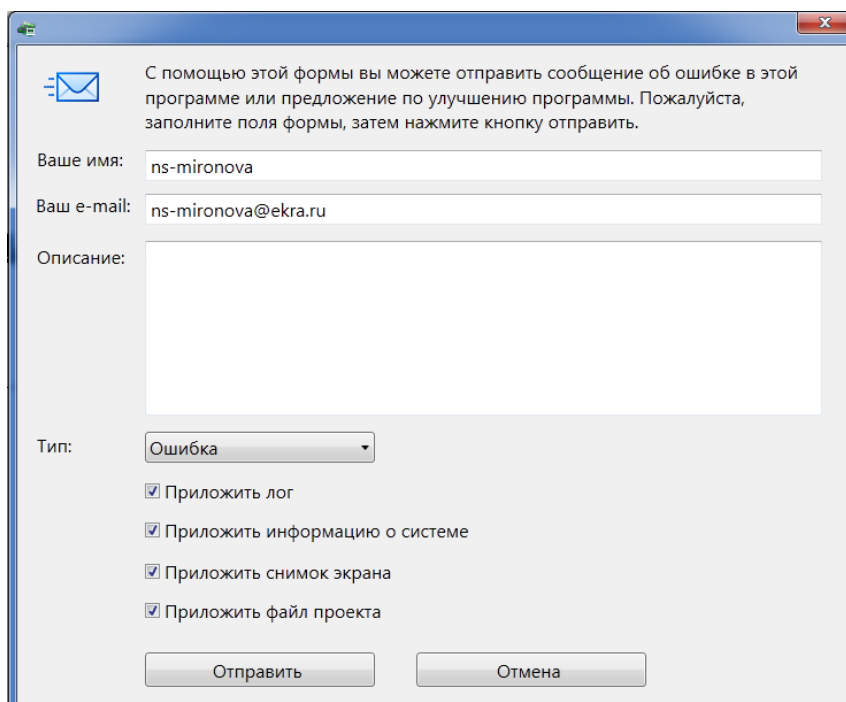 С помощью этой формы вы можете отправить сообщение об ошибке в этой
программе или предложение по улучшению программы. Пожалуйста,
заполните поля формы, затем нажмите кнопку отправить.
Ваше имя: ns-mironova
Ваш e-mail: ns-mironova@ekra.ru
Описание:
Тип: Ошибка
Приложить лог
Приложить информацию о системе
Приложить снимок экрана
Приложить файл проекта
Отправить Отмена